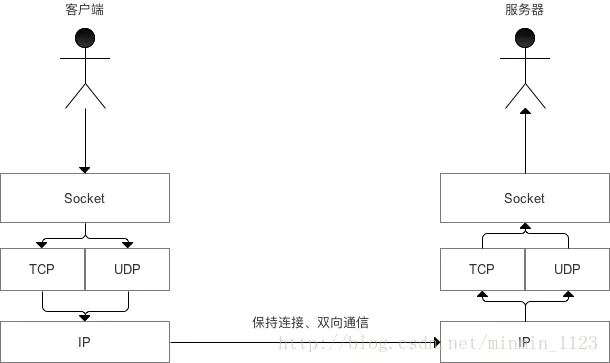 客户端
服务器
Socket
Socket
TCP
UDP
TCP
UDP
保持连接、双向通信
IP
IP
http://blog.csdn.net/minmin_1123